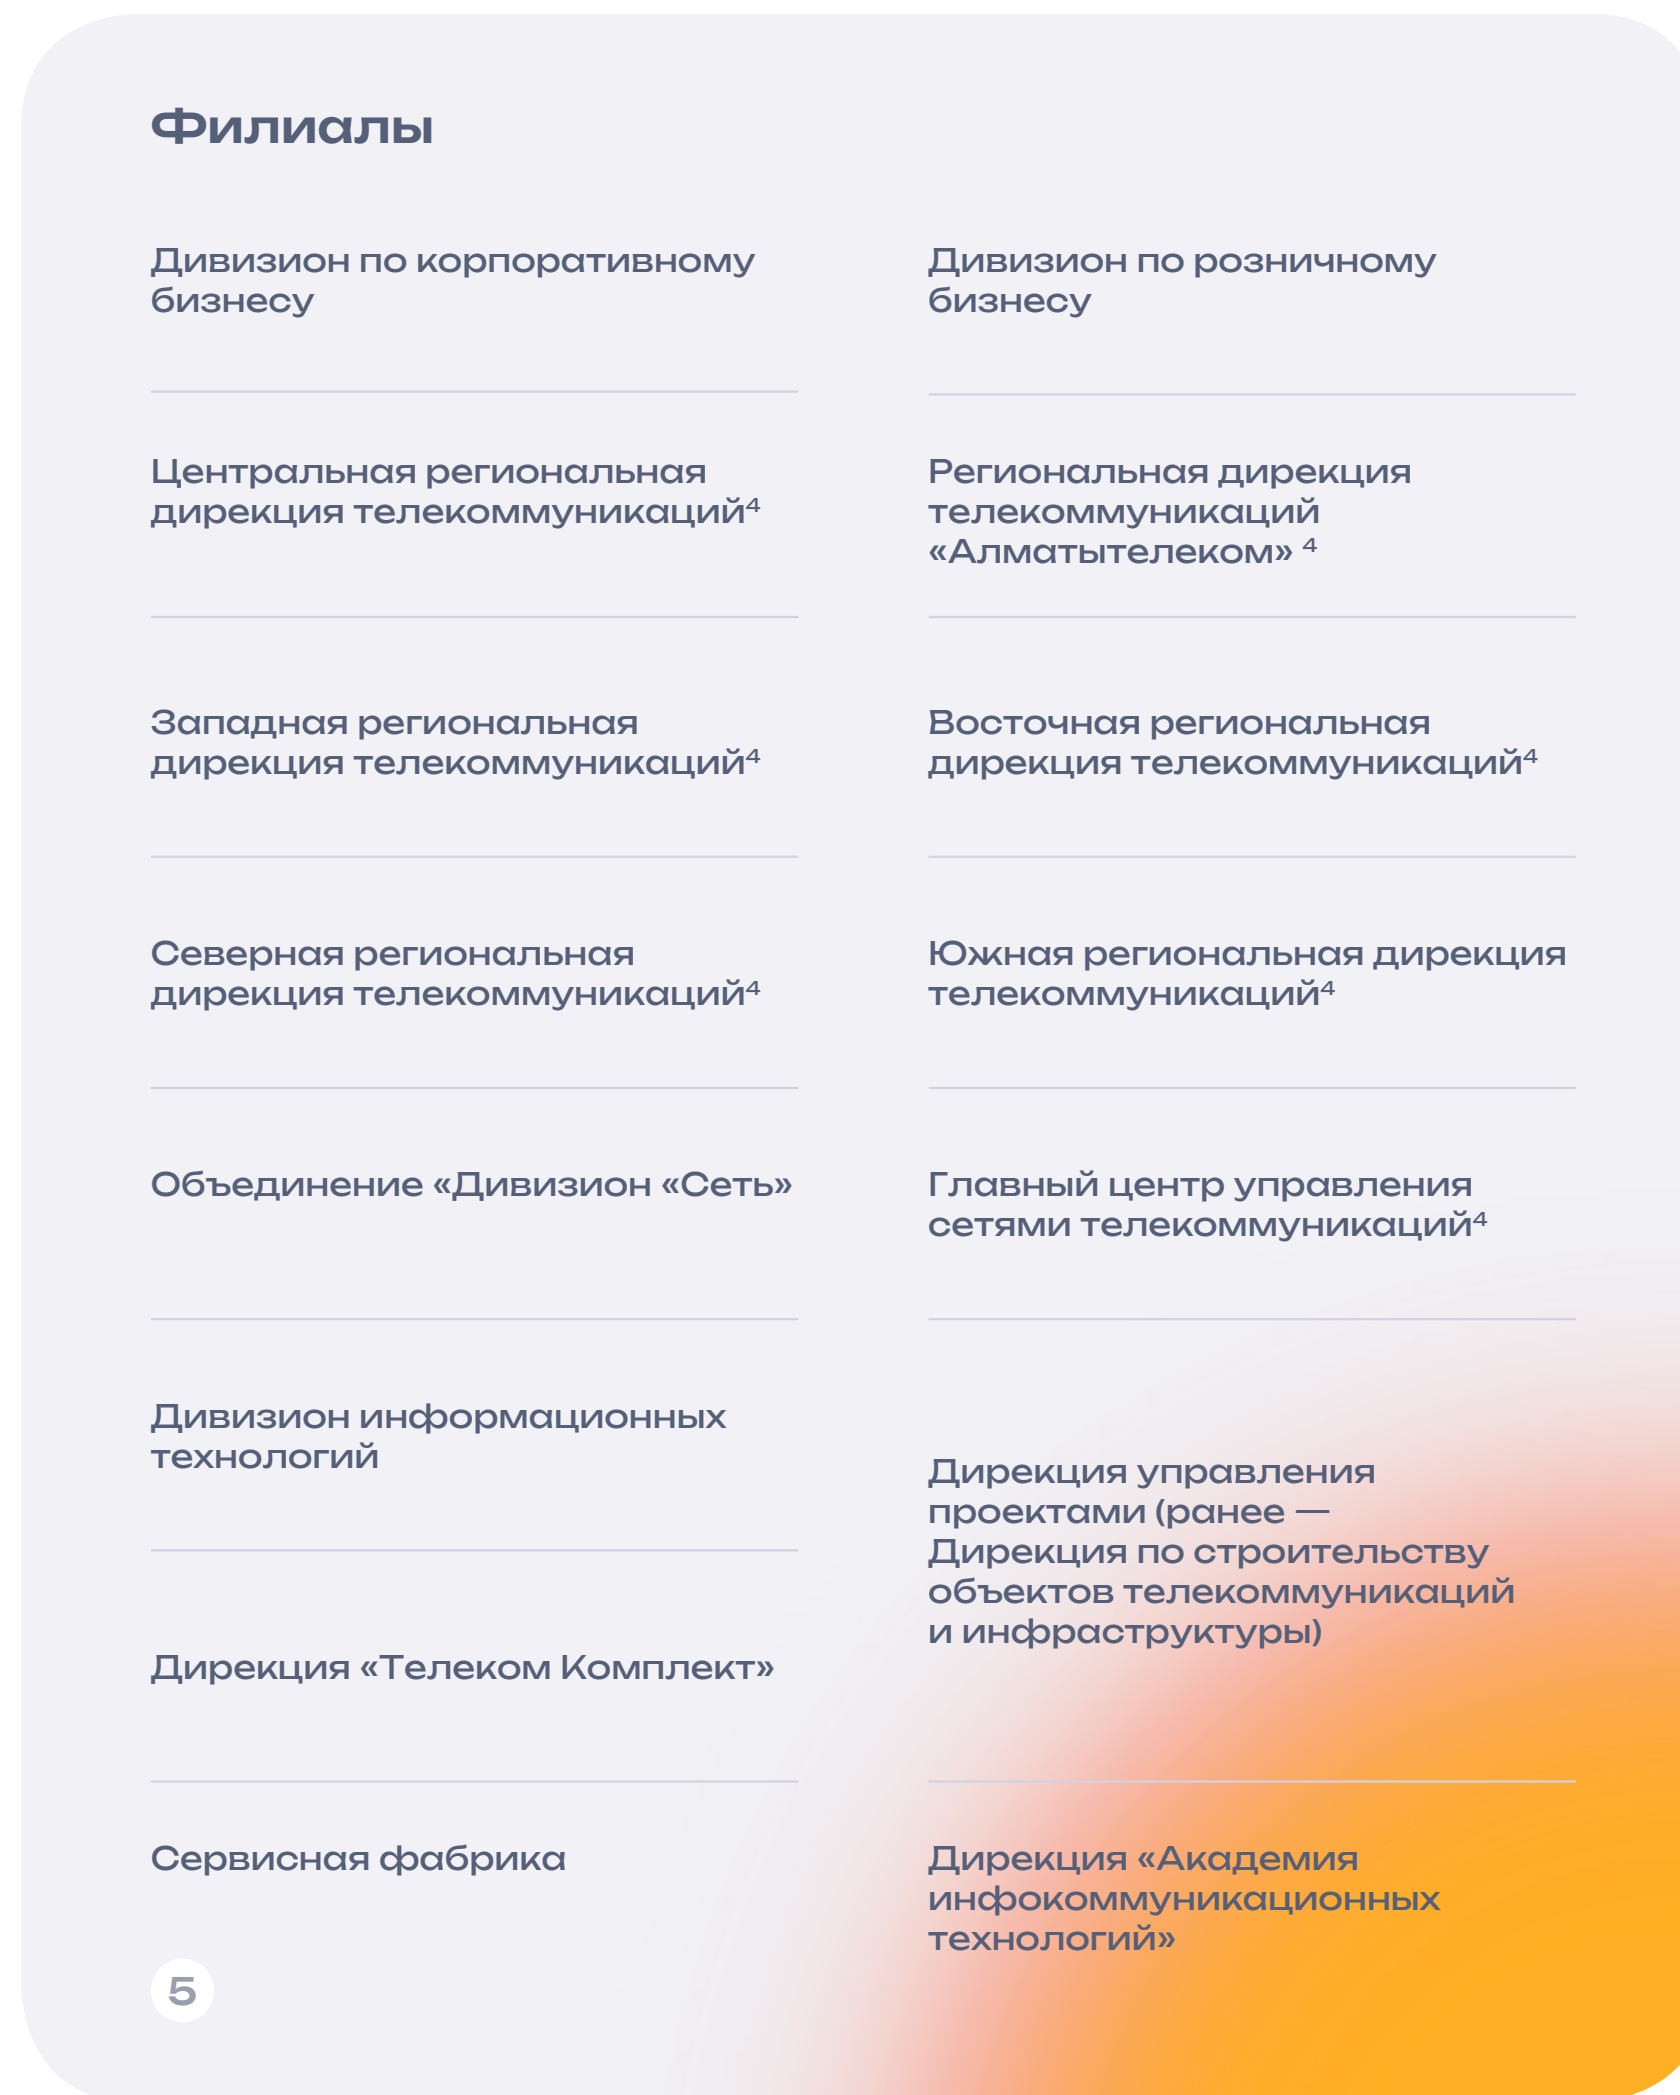 Филиалы
Дивизион по корпоративному
бизнесу
Дивизион по розничному
бизнесу
Центральная региональная
дирекция телекоммуникаций⁴
Региональная дирекция
телекоммуникаций
«Алматытелеком» ⁴
Западная региональная
дирекция телекоммуникаций⁴
Восточная региональная
дирекция телекоммуникаций⁴
Северная региональная
дирекция телекоммуникаций⁴
Южная региональная дирекция
телекоммуникаций⁴
Объединение «Дивизион «Сеть»
Главный центр управления
сетями телекоммуникаций⁴
Дивизион информационных
технологий
Дирекция «Телеком Комплект»
Дирекция управления
проектами (ранее —
Дирекция по строительству
объектов телекоммуникаций
и инфраструктуры)
Сервисная фабрика
Дирекция «Академия
инфокоммуникационных
технологий»
5